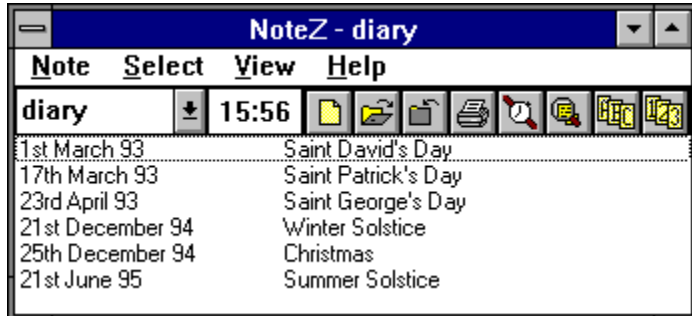 NoteZ - diary
Note Select View Help
diary 15:56 ABC 123
1st March 93 Saint David's Day
17th March 93 Saint Patrick's Day
23rd April 93 Saint George's Day
21st December 94 Winter Solstice
25th December 94 Christmas
21st June 95 Summer Solstice